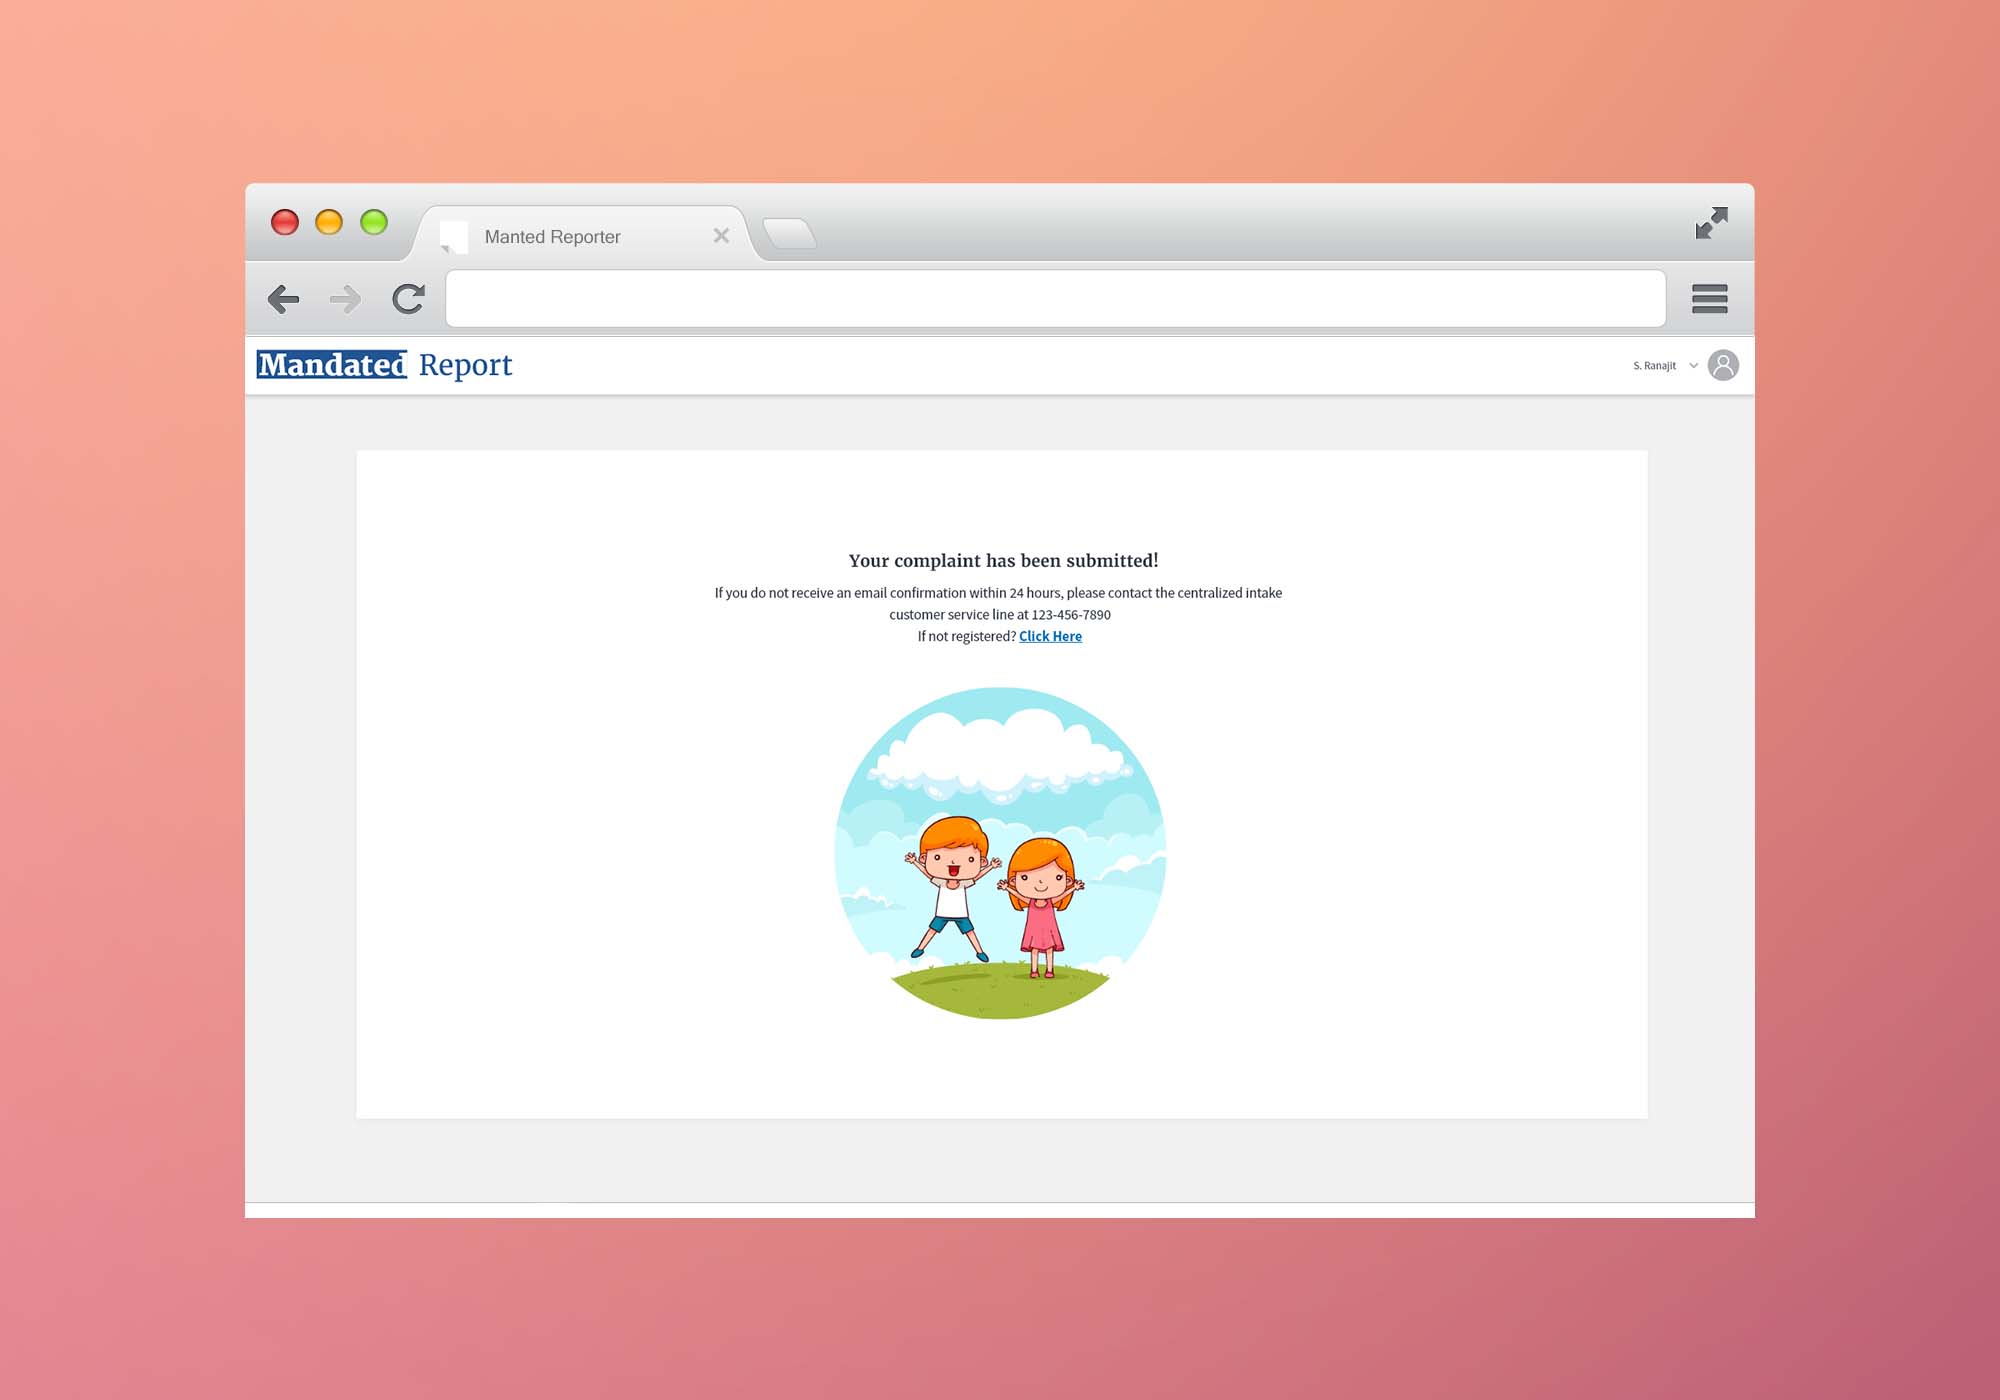 Manted Reporter
Mandated Report
S. Ranajit
Your complaint has been submitted!
If you do not receive an email confirmation within 24 hours, please contact the centralized intake
customer service line at 123-456-7890
If not registered? Click Here